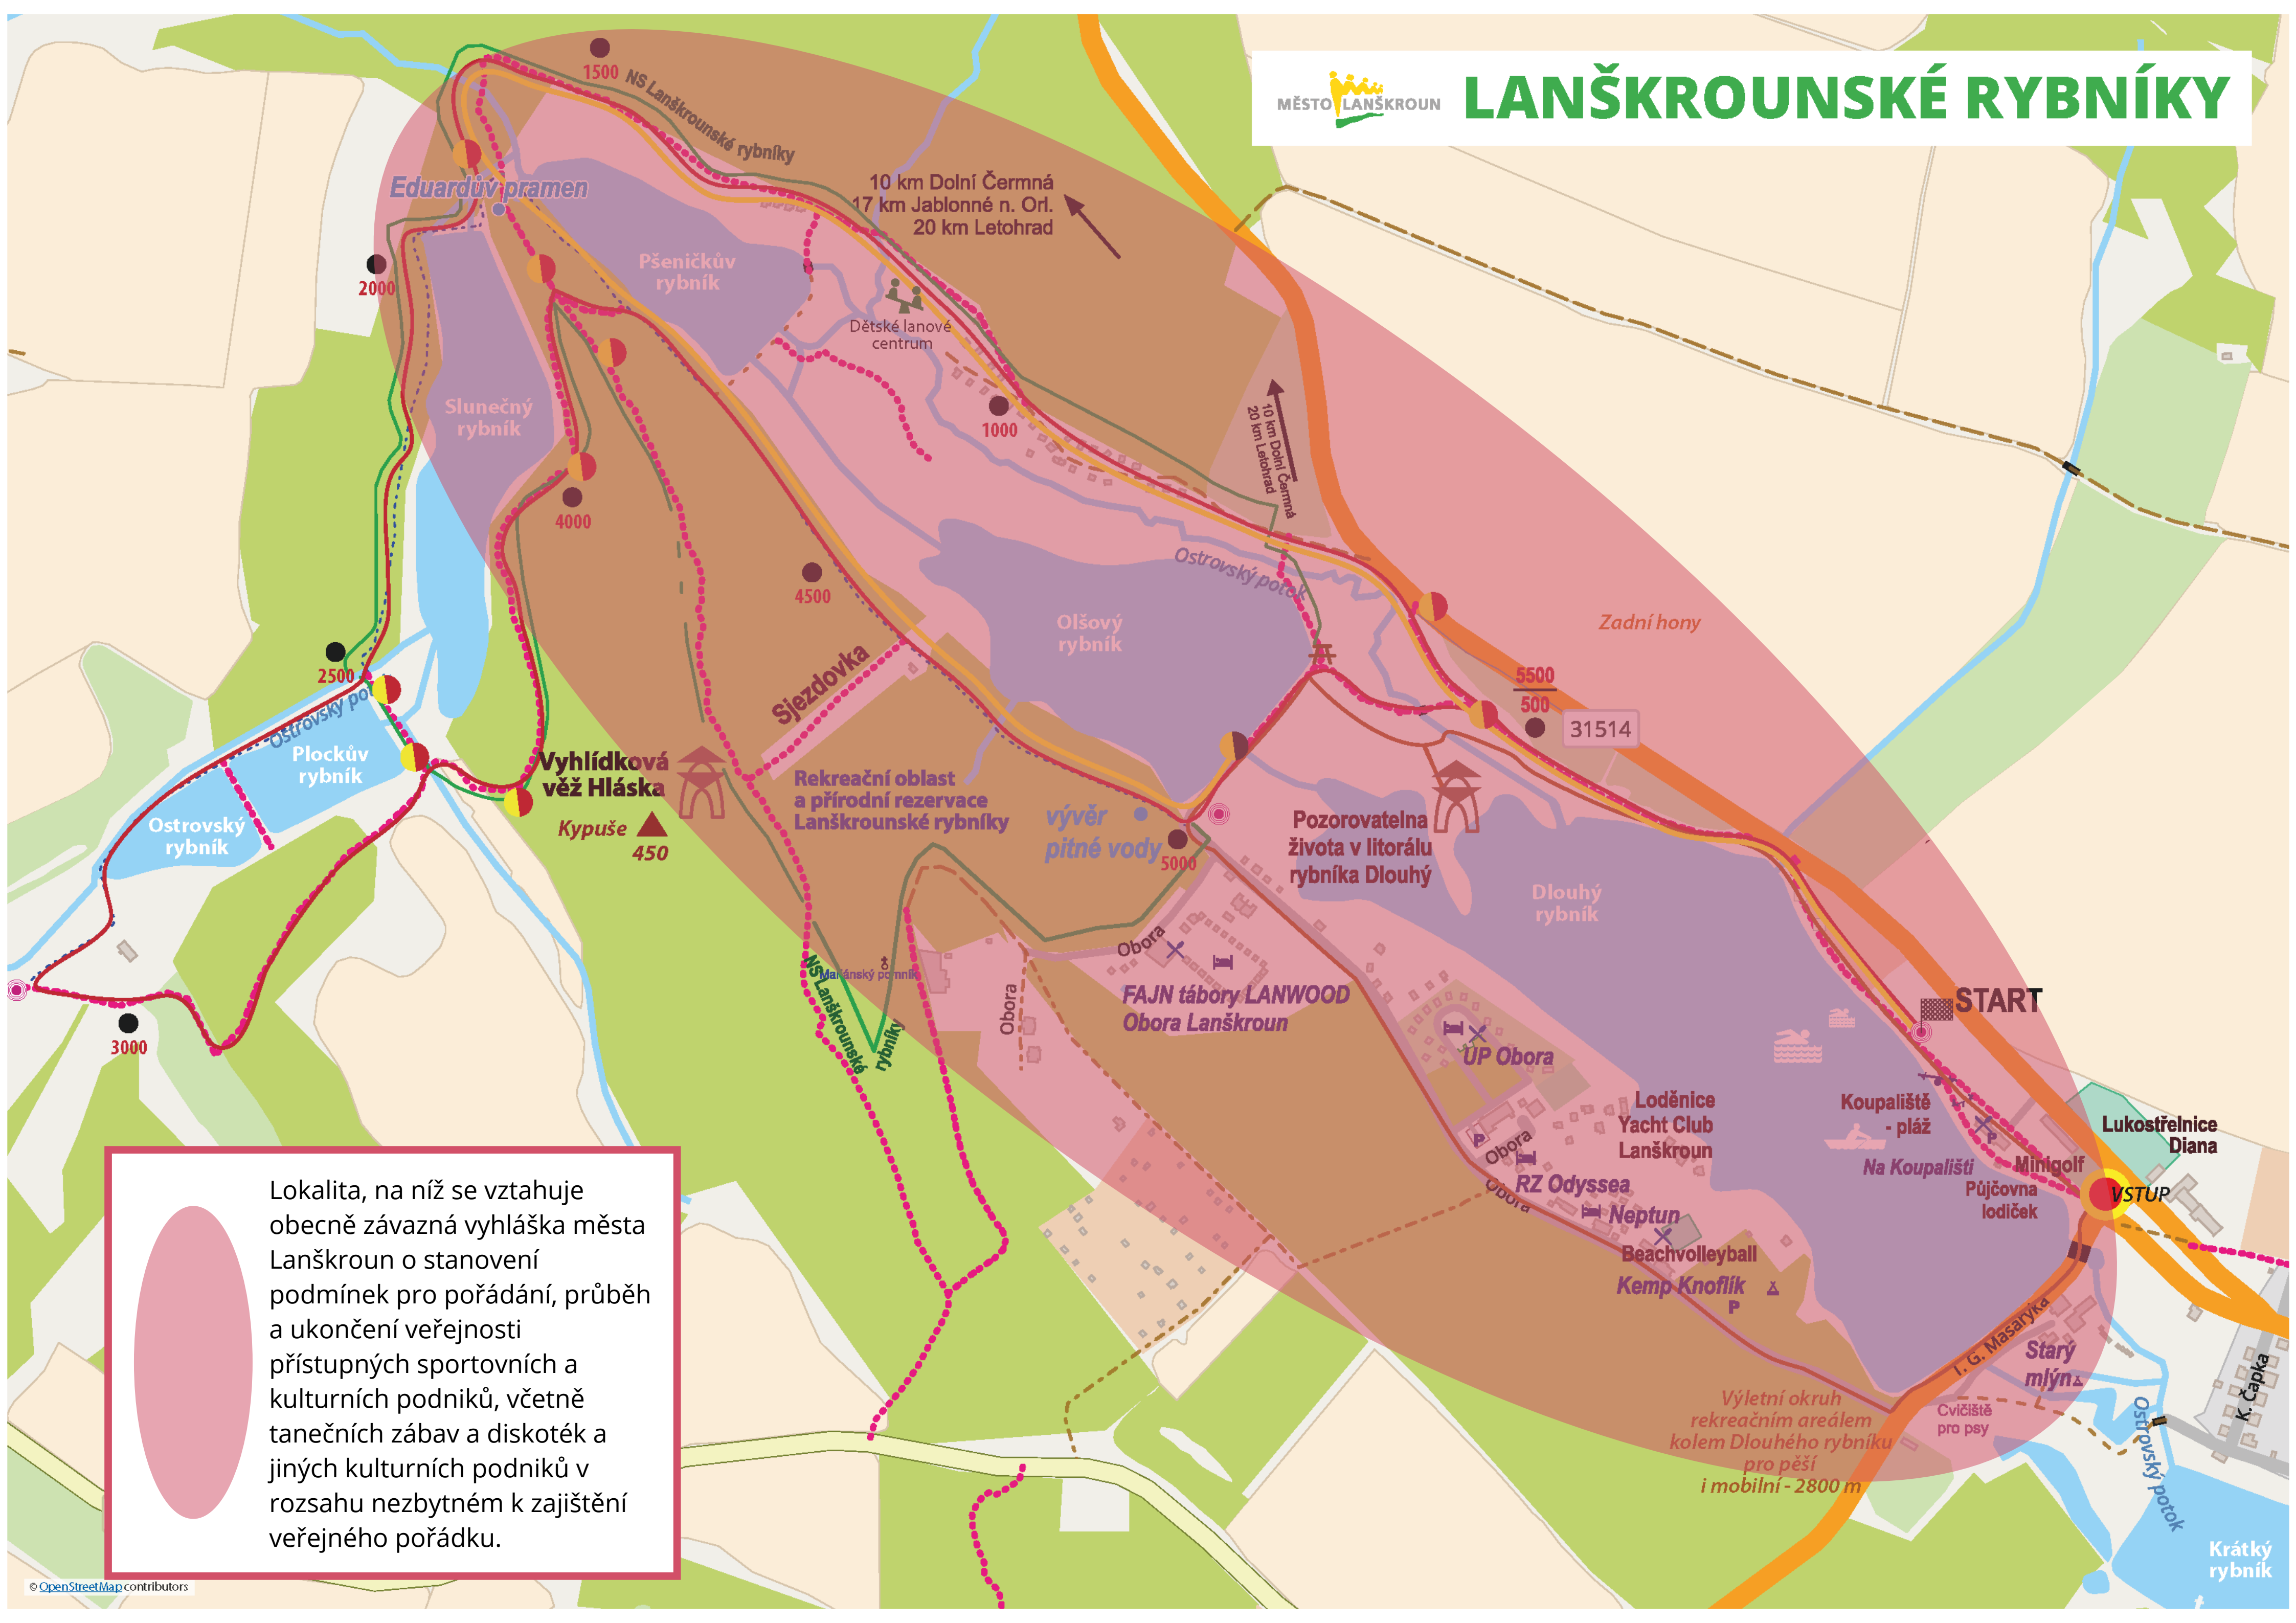 MĚSTO LANŠKROUN
LANŠKROUNSKÉ RYBNÍKY
1500
NS Lanškrounské rybníky
Eduardův pramen
10 km Dolní Čermná
17 km Jablonné n. Orl.
20 km Letohrad
Pšeničkův
rybník
2000
Dětské lanové
centrum
Slunečný
rybník
1000
10 km Dolní Čermná
20 km Letohrad
4000
Ostrovský potok
4500
Olšový
rybník
Zadní hony
2500
Ostrovský po
5500
500
31514
Sjezdovka
Plockův
rybník
Vyhlídková
věž Hláska
Rekreační oblast
a přírodní rezervace
Lanškrounské rybníky
Kypuše
450
Ostrovský
rybník
vývěr
pitné vody
5000
Pozorovatelna
života v litorálu
rybníka Dlouhý
Dlouhý
rybník
Obora
Mariánský pomník
NS Lanškrounské
rybníky
Obora
FAJN tábory LANWOOD
Obora Lanškroun
START
3000
UP Obora
Loděnice
Yacht Club
Lanškroun
Koupaliště
- pláž
P
Lukostřelnice
Diana
Na Koupališti
Minigolf
Půjčovna
lodiček
VSTUP
P
Obora
Obora
RZ Odyssea
Neptun
Beachvolleyball
Kemp Knoflík
P
T. G. Masaryka
Starý
mlýn
K. Čapka
Výletní okruh
rekreačním areálem
kolem Dlouhého rybníku
pro pěší
i mobilní - 2800 m
Cvičiště
pro psy
Ostrovský potok
Krátký
rybník
Lokalita, na níž se vztahuje
obecně závazná vyhláška města
Lanškroun o stanovení
podmínek pro pořádání, průběh
a ukončení veřejnosti
přístupných sportovních a
kulturních podniků, včetně
tanečních zábav a diskoték a
jiných kulturních podniků v
rozsahu nezbytném k zajištění
veřejného pořádku.
© OpenStreetMap contributors